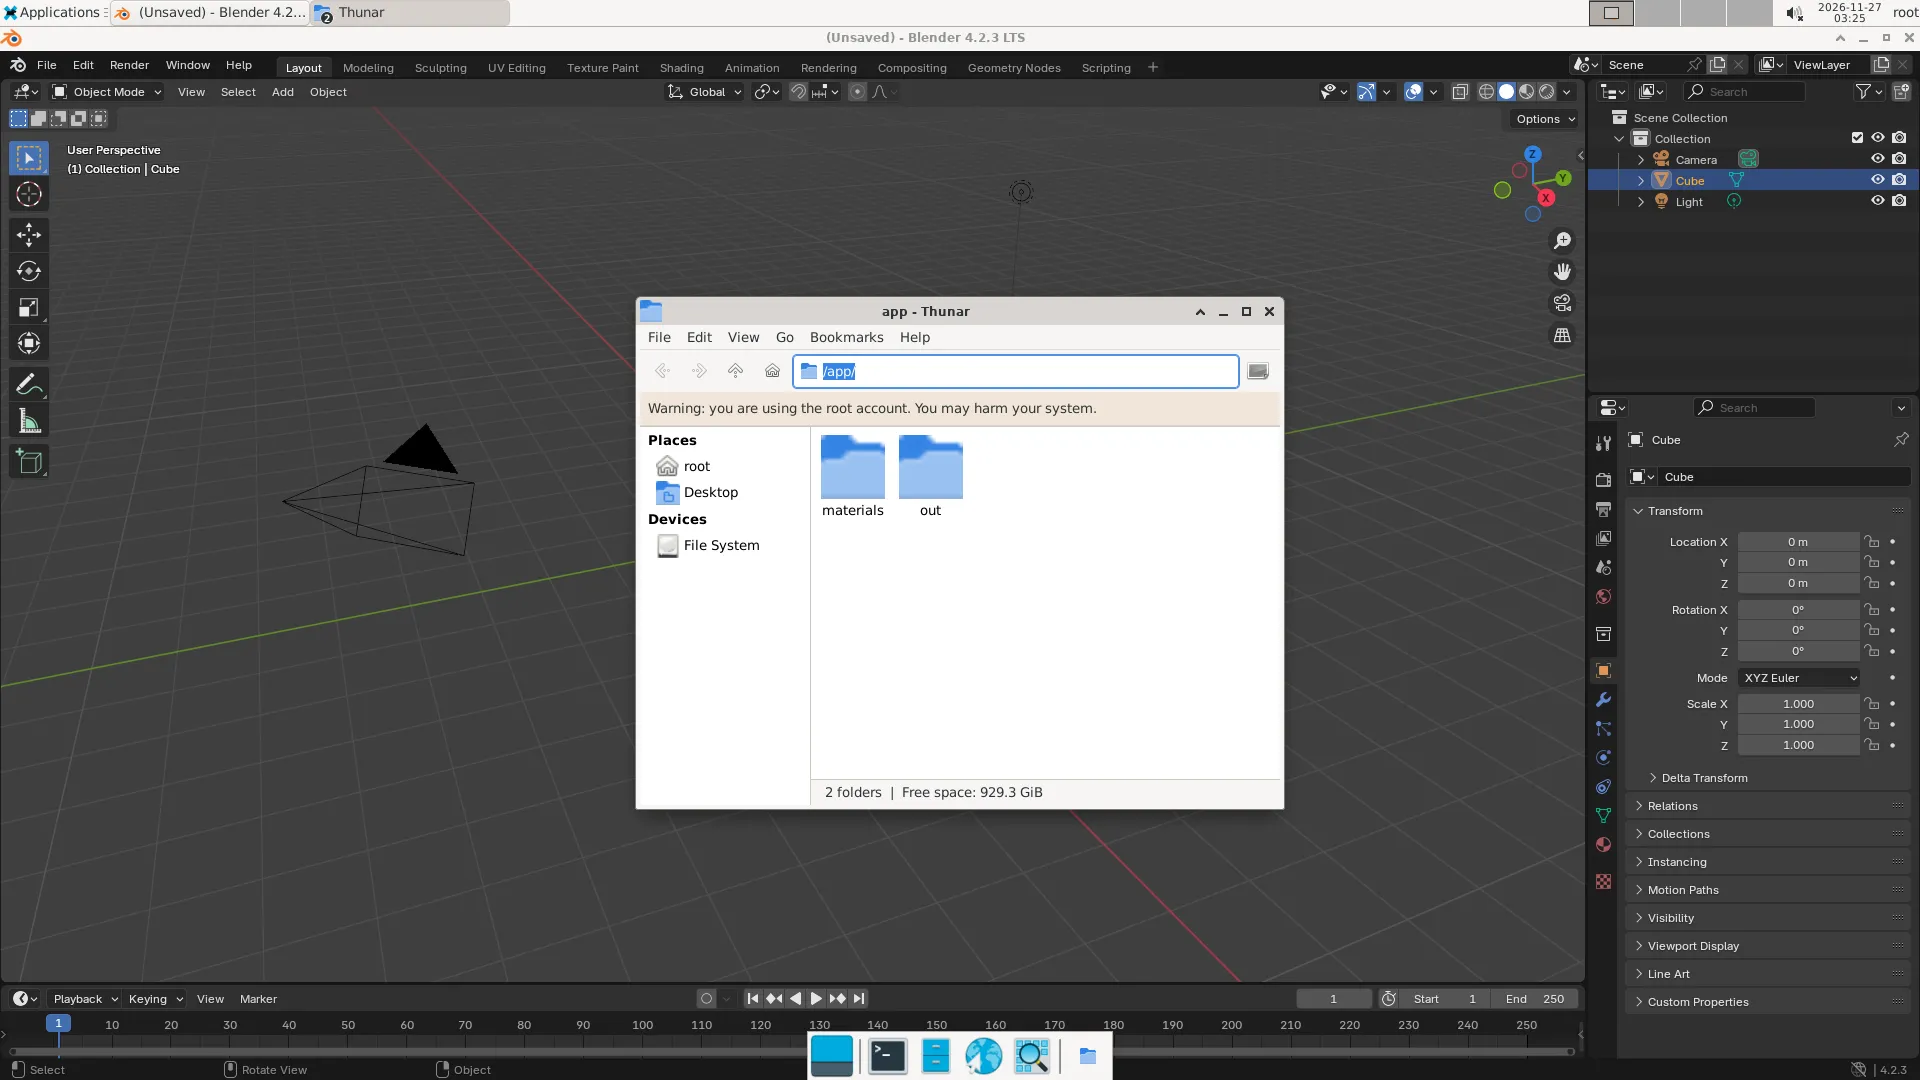 Applications
(Unsaved) - Blender 4.2...
2
Thunar
2026-11-27
03:25
root
(Unsaved) - Blender 4.2.3 LTS
File Edit Render Window Help
Layout Modeling Sculpting UV Editing Texture Paint Shading Animation Rendering Compositing Geometry Nodes Scripting +
Scene
ViewLayer
Object Mode View Select Add Object
Global
Search
Options
User Perspective
(1) Collection | Cube
Z
Y
X
Scene Collection
Collection
Camera
Cube
Light
app - Thunar
File Edit View Go Bookmarks Help
/app/
Warning: you are using the root account. You may harm your system.
Places
root
Desktop
Devices
File System
materials
out
2 folders | Free space: 929.3 GiB
Search
Cube
Cube
Transform
Location X 0 m
Y 0 m
Z 0 m
Rotation X 0°
Y 0°
Z 0°
Mode XYZ Euler
Scale X 1.000
Y 1.000
Z 1.000
Delta Transform
Relations
Collections
Instancing
Motion Paths
Visibility
Viewport Display
Line Art
Custom Properties
Playback Keying View Marker
1
Start 1
End 250
1 10 20 30 40 50 60 70 80 90 100 110 120 130 140 150 160 170 180 190 200 210 220 230 240 250
Select
Rotate View
Object
4.2.3